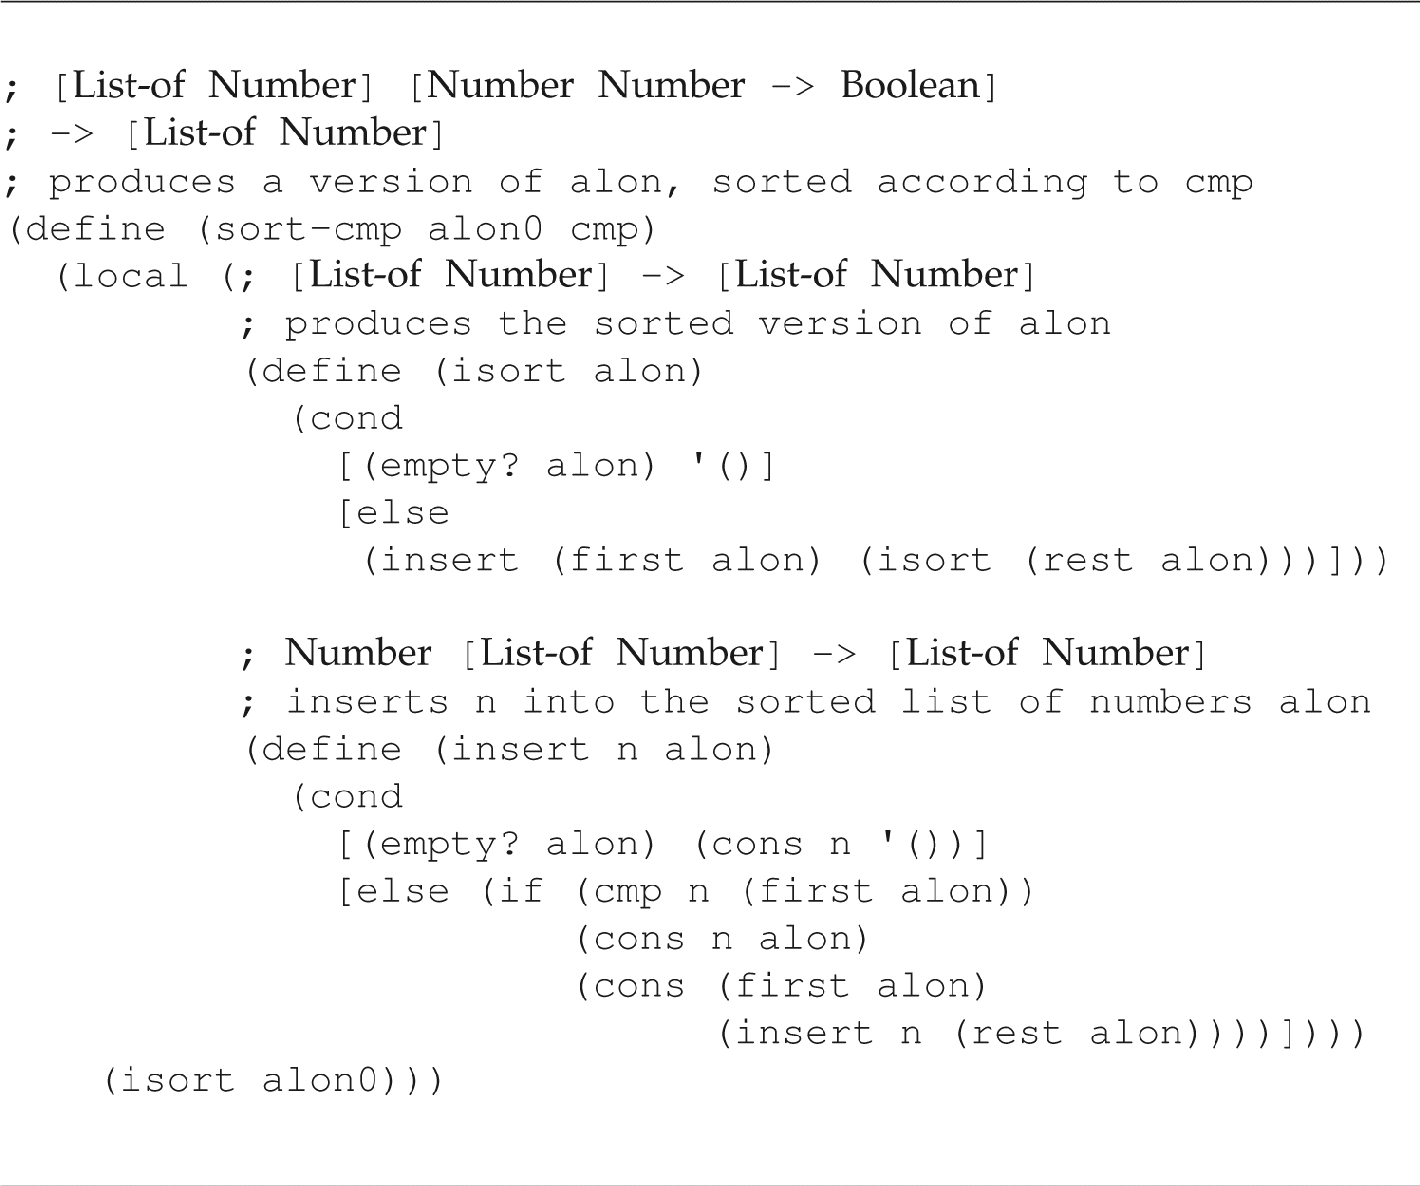 ; [List-of Number] [Number Number -> Boolean]
; -> [List-of Number]
; produces a version of alon, sorted according to cmp
(define (sort-cmp alon0 cmp)
  (local (; [List-of Number] -> [List-of Number]
          ; produces the sorted version of alon
          (define (isort alon)
            (cond
              [(empty? alon) '()]
              [else
               (insert (first alon) (isort (rest alon)))]))

          ; Number [List-of Number] -> [List-of Number]
          ; inserts n into the sorted list of numbers alon
          (define (insert n alon)
            (cond
              [(empty? alon) (cons n '())]
              [else (if (cmp n (first alon))
                        (cons n alon)
                        (cons (first alon)
                              (insert n (rest alon))))])))
    (isort alon0)))